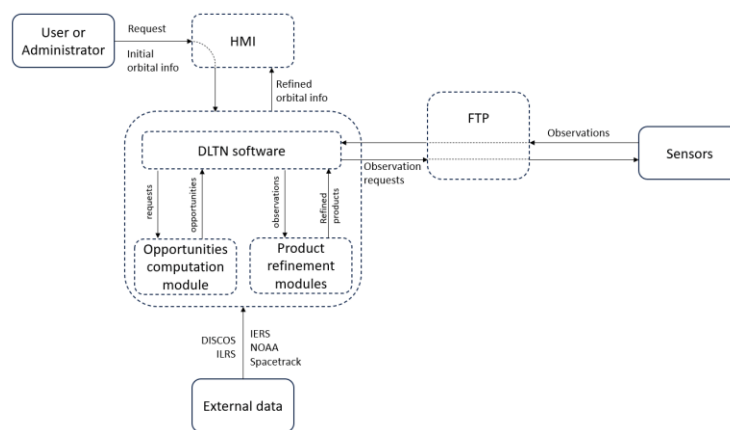 User or
Administrator
Request
Initial
orbital info
HMI
Refined
orbital info
FTP
DLTN software
Observations
Observation
requests
Sensors
requests
opportunities
observations
Refined
products
Opportunities
computation
module
Product
refinement
modules
DISCOS
ILRS
IERS
NOAA
Spacetrack
External data